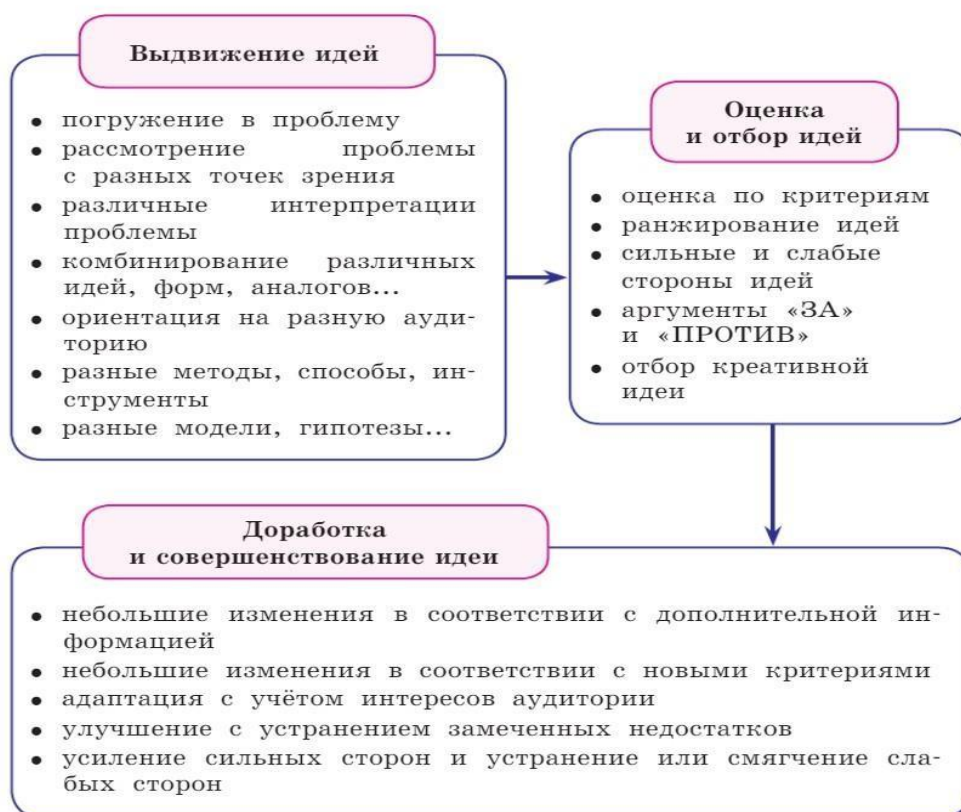 Выдвижение идей
• погружение в проблему
• рассмотрение проблемы
с разных точек зрения
• различные интерпретации
проблемы
• комбинирование различных
идей, форм, аналогов...
• ориентация на разную ауди-
торию
• разные методы, способы, ин-
струменты
• разные модели, гипотезы...
Оценка
и отбор идей
• оценка по критериям
• ранжирование идей
• сильные и слабые
стороны идей
• аргументы «ЗА»
и «ПРОТИВ»
• отбор креативной
идеи
Доработка
и совершенствование идеи
• небольшие изменения в соответствии с дополнительной ин-
формацией
• небольшие изменения в соответствии с новыми критериями
• адаптация с учётом интересов аудитории
• улучшение с устранением замеченных недостатков
• усиление сильных сторон и устранение или смягчение сла-
бых сторон